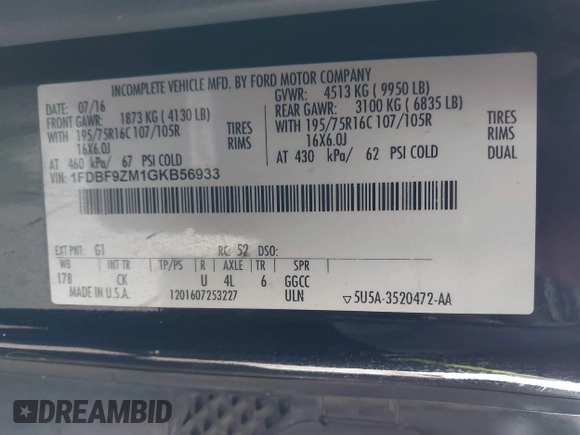 INCOMPLETE VEHICLE MFD. BY FORD MOTOR COMPANY
DATE: 07/16 GVWR: 4513 KG ( 9950 LB)
FRONT GAWR: 1873 KG ( 4130 LB) REAR GAWR: 3100 KG ( 6835 LB)
WITH 195/75R16C 107/105R TIRES WITH 195/75R16C 107/105R TIRES
16X6.0J RIMS 16X6.0J RIMS
AT 460 kPa/ 67 PSI COLD AT 430 kPa/ 62 PSI COLD DUAL
VIN: 1FDBF9ZM1GKB56933
EXT PNT: G1 RC: 52 DSO:
WB INT TR TP/PS R AXLE TR SPR
178 CK U 4L 6 GGCC
MADE IN U.S.A. 1201607253227 ULN ▽5U5A-3520472-AA
DREAMBID